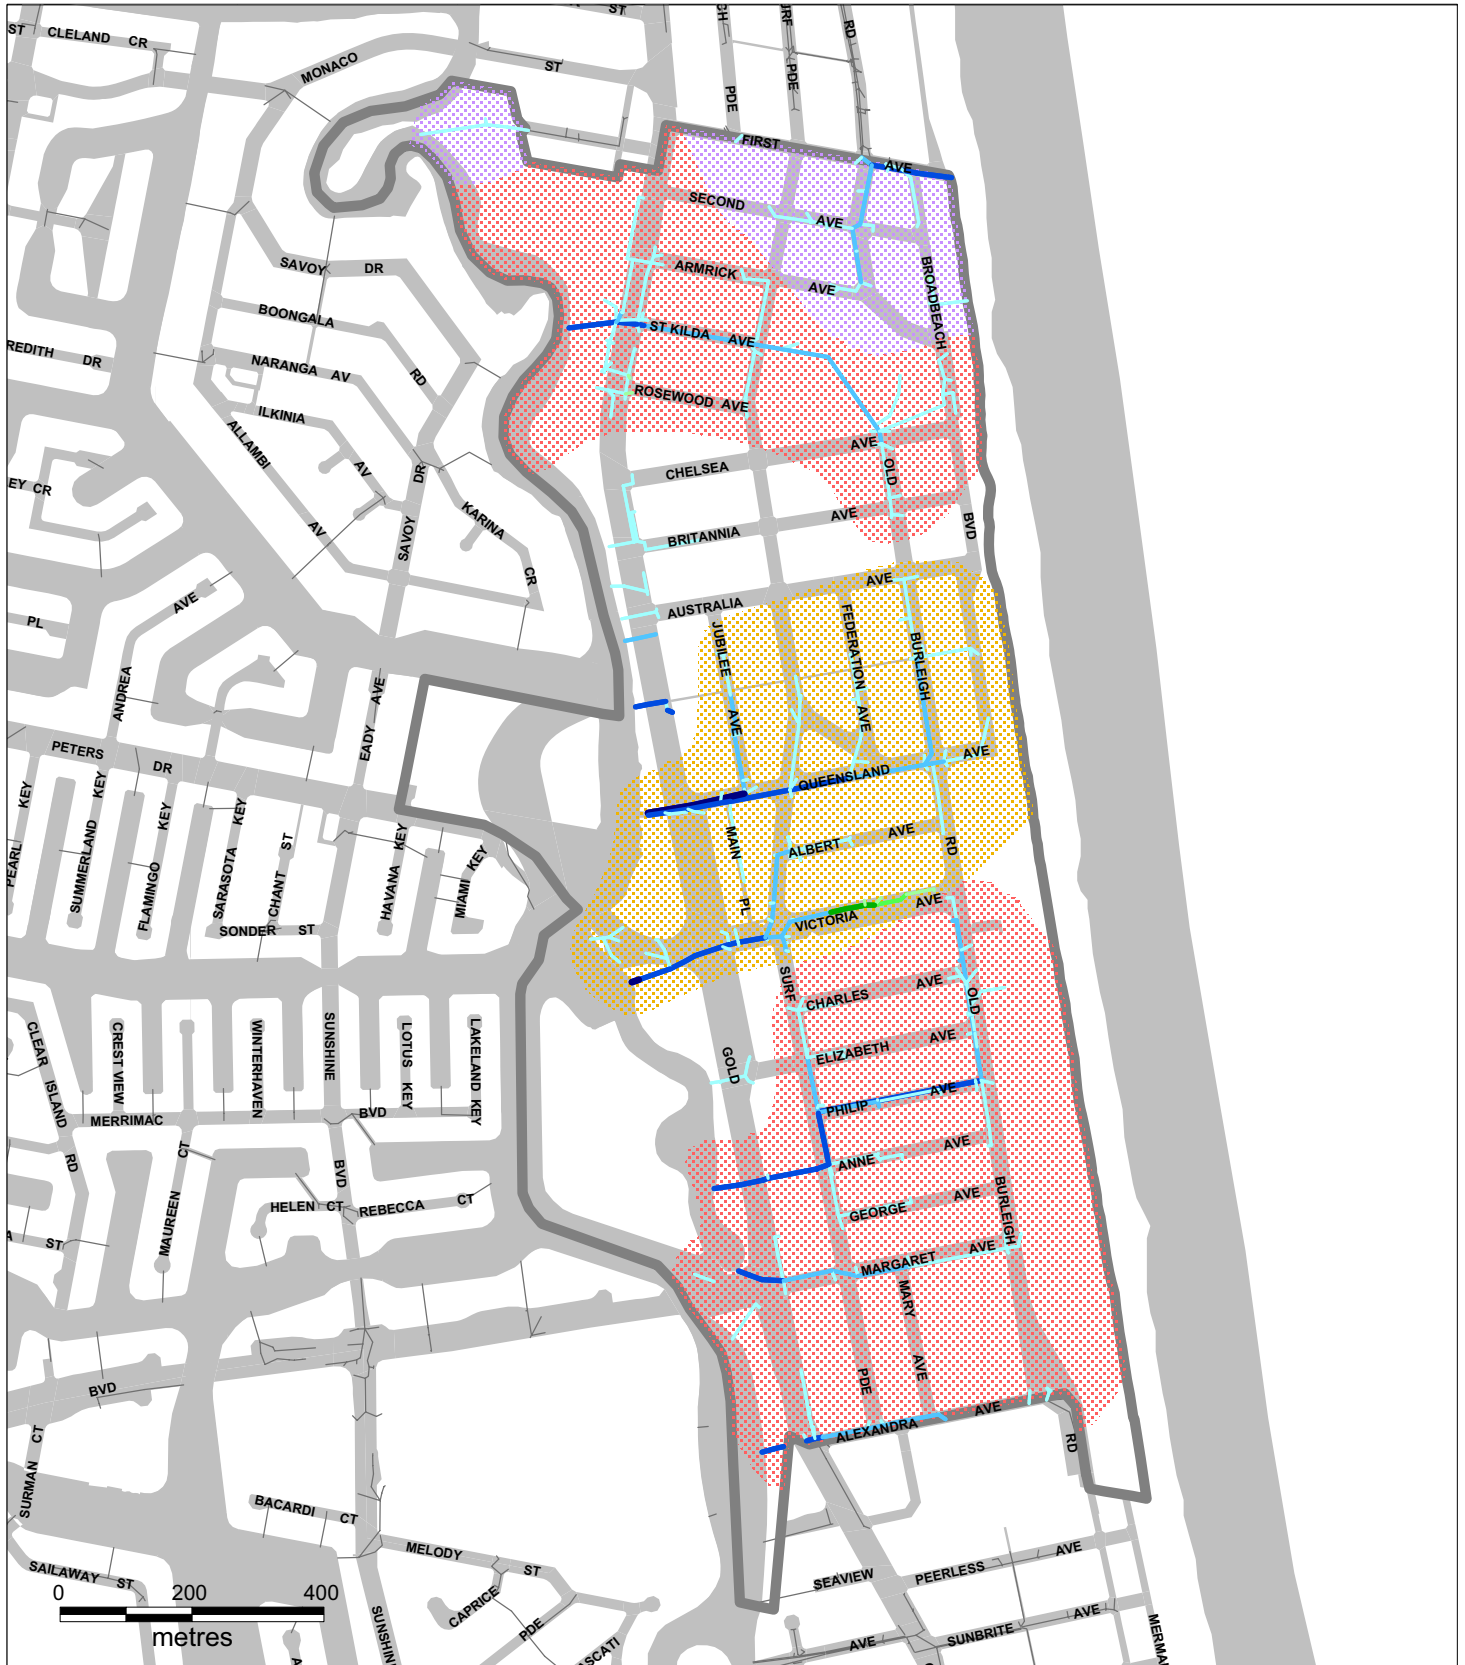 ST
CLELAND CR
MONACO
ST
ST
CH
PDE
URF
PDE
RD
FIRST
AVE
SECOND
AVE
ARMRICK
AVE
BROADBEACH
SAVOY DR
BOONGALA
REDITH DR
NARANGA AV
RD
ST KILDA AVE
ROSEWOOD AVE
ILKINIA
AV
ALLAMBI
AV
EY CR
SAVOY
DR
KARINA
CR
CHELSEA
AVE
OLD
BRITANNIA
AVE
BVD
AUSTRALIA
AVE
PL
AVE
ANDREA
EADY
AVE
JUBILEE
AVE
FEDERATION
AVE
BURLEIGH
QUEENSLAND
AVE
PETERS
DR
PEARL
KEY
SUMMERLAND
KEY
FLAMINGO
KEY
SARASOTA
KEY
CHANT
ST
HAVANA
KEY
MIAMI
KEY
SONDER ST
MAIN
PL
ALBERT
AVE
RD
VICTORIA
AVE
SURF
CHARLES
AVE
OLD
GOLD
ELIZABETH
AVE
PHILIP
AVE
ANNE
AVE
GEORGE
AVE
BURLEIGH
MARGARET
AVE
MARY
AVE
PDE
ALEXANDRA
AVE
RD
CLEAR
ISLAND
RD
CREST VIEW
WINTERHAVEN
SUNSHINE
LOTUS KEY
LAKELAND KEY
MERRIMAC
BVD
CT
MAUREEN
BVD
HELEN CT
REBECCA
CT
A ST
BVD
CT
SURMAN
BACARDI CT
MELODY
ST
SAILAWAY ST
CAPRICE
PDE
SUNSHIN
ASCATI
A
SEAVIEW
PEERLESS
AVE
AVE
SUNBRITE
AVE
MERMA
0 200 400
metres